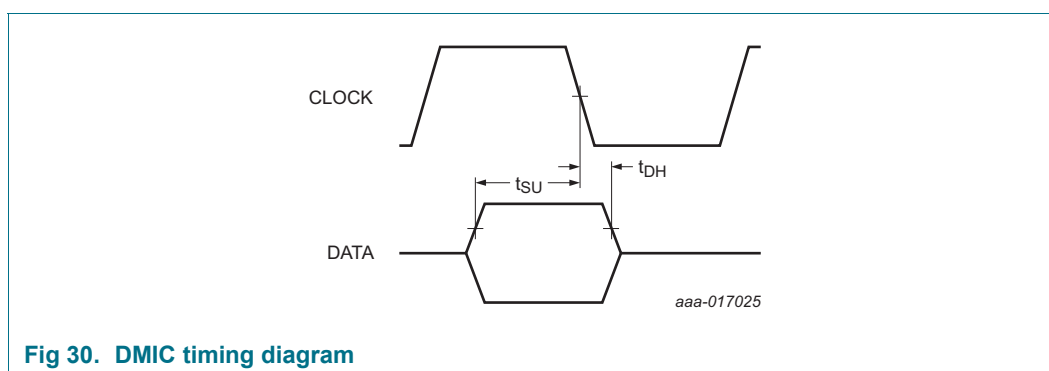 CLOCK
tDH
tSU
DATA
aaa-017025
Fig 30. DMIC timing diagram